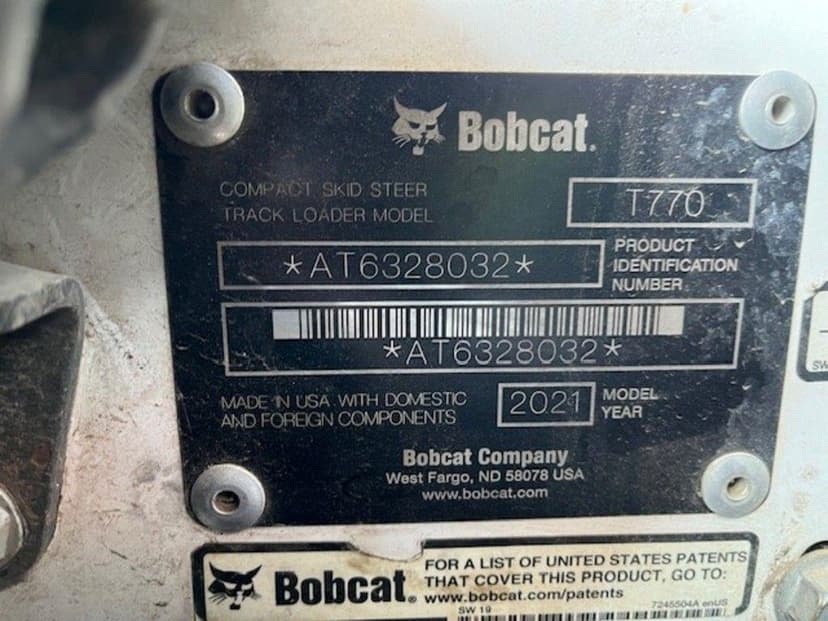 Bobcat.
COMPACT SKID STEER
TRACK LOADER MODEL
T770
*AT6328032*
PRODUCT
IDENTIFICATION
NUMBER
*AT6328032*
MADE IN USA WITH DOMESTIC
AND FOREIGN COMPONENTS
2021
MODEL
YEAR
Bobcat Company
West Fargo, ND 58078 USA
www.bobcat.com
Bobcat.
FOR A LIST OF UNITED STATES PATENTS
THAT COVER THIS PRODUCT, GO TO:
www.bobcat.com/patents
SW 19
7245504A enUS
SW